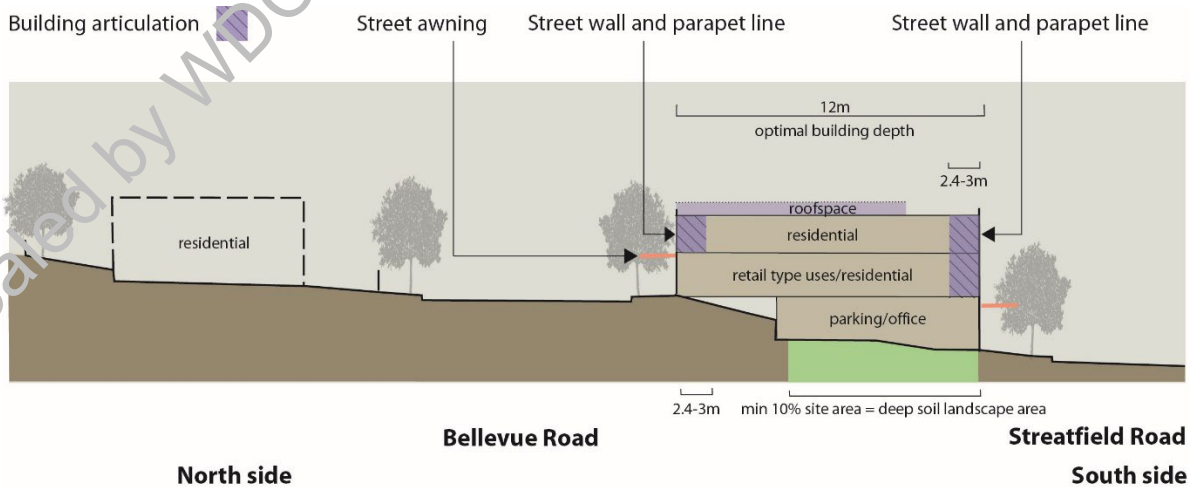 Building articulation
Street awning
Street wall and parapet line
Street wall and parapet line
12m
optimal building depth
2.4-3m
roofspace
residential
residential
retail type uses/residential
parking/office
2.4-3m
min 10% site area = deep soil landscape area
Bellevue Road
Streatfield Road
North side
South side